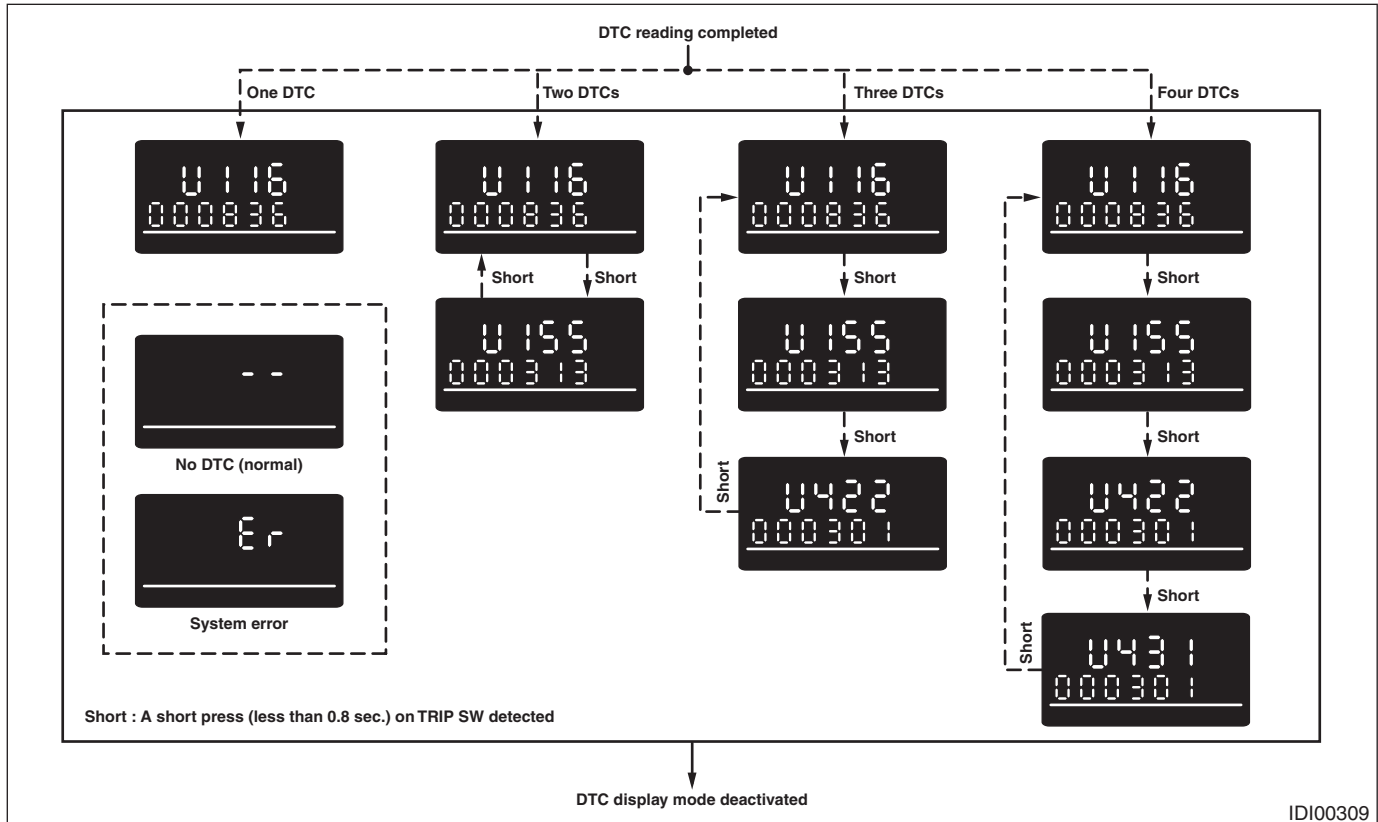 DTC reading completed
One DTC
Two DTCs
Three DTCs
Four DTCs
U116
000836
U116
000836
U116
000836
U116
000836
Short
Short
Short
Short
--
No DTC (normal)
U155
000313
U155
000313
U155
000313
Short
Short
Er
System error
Short
U422
000301
U422
000301
Short
Short
U431
000301
Short : A short press (less than 0.8 sec.) on TRIP SW detected
DTC display mode deactivated
IDI00309